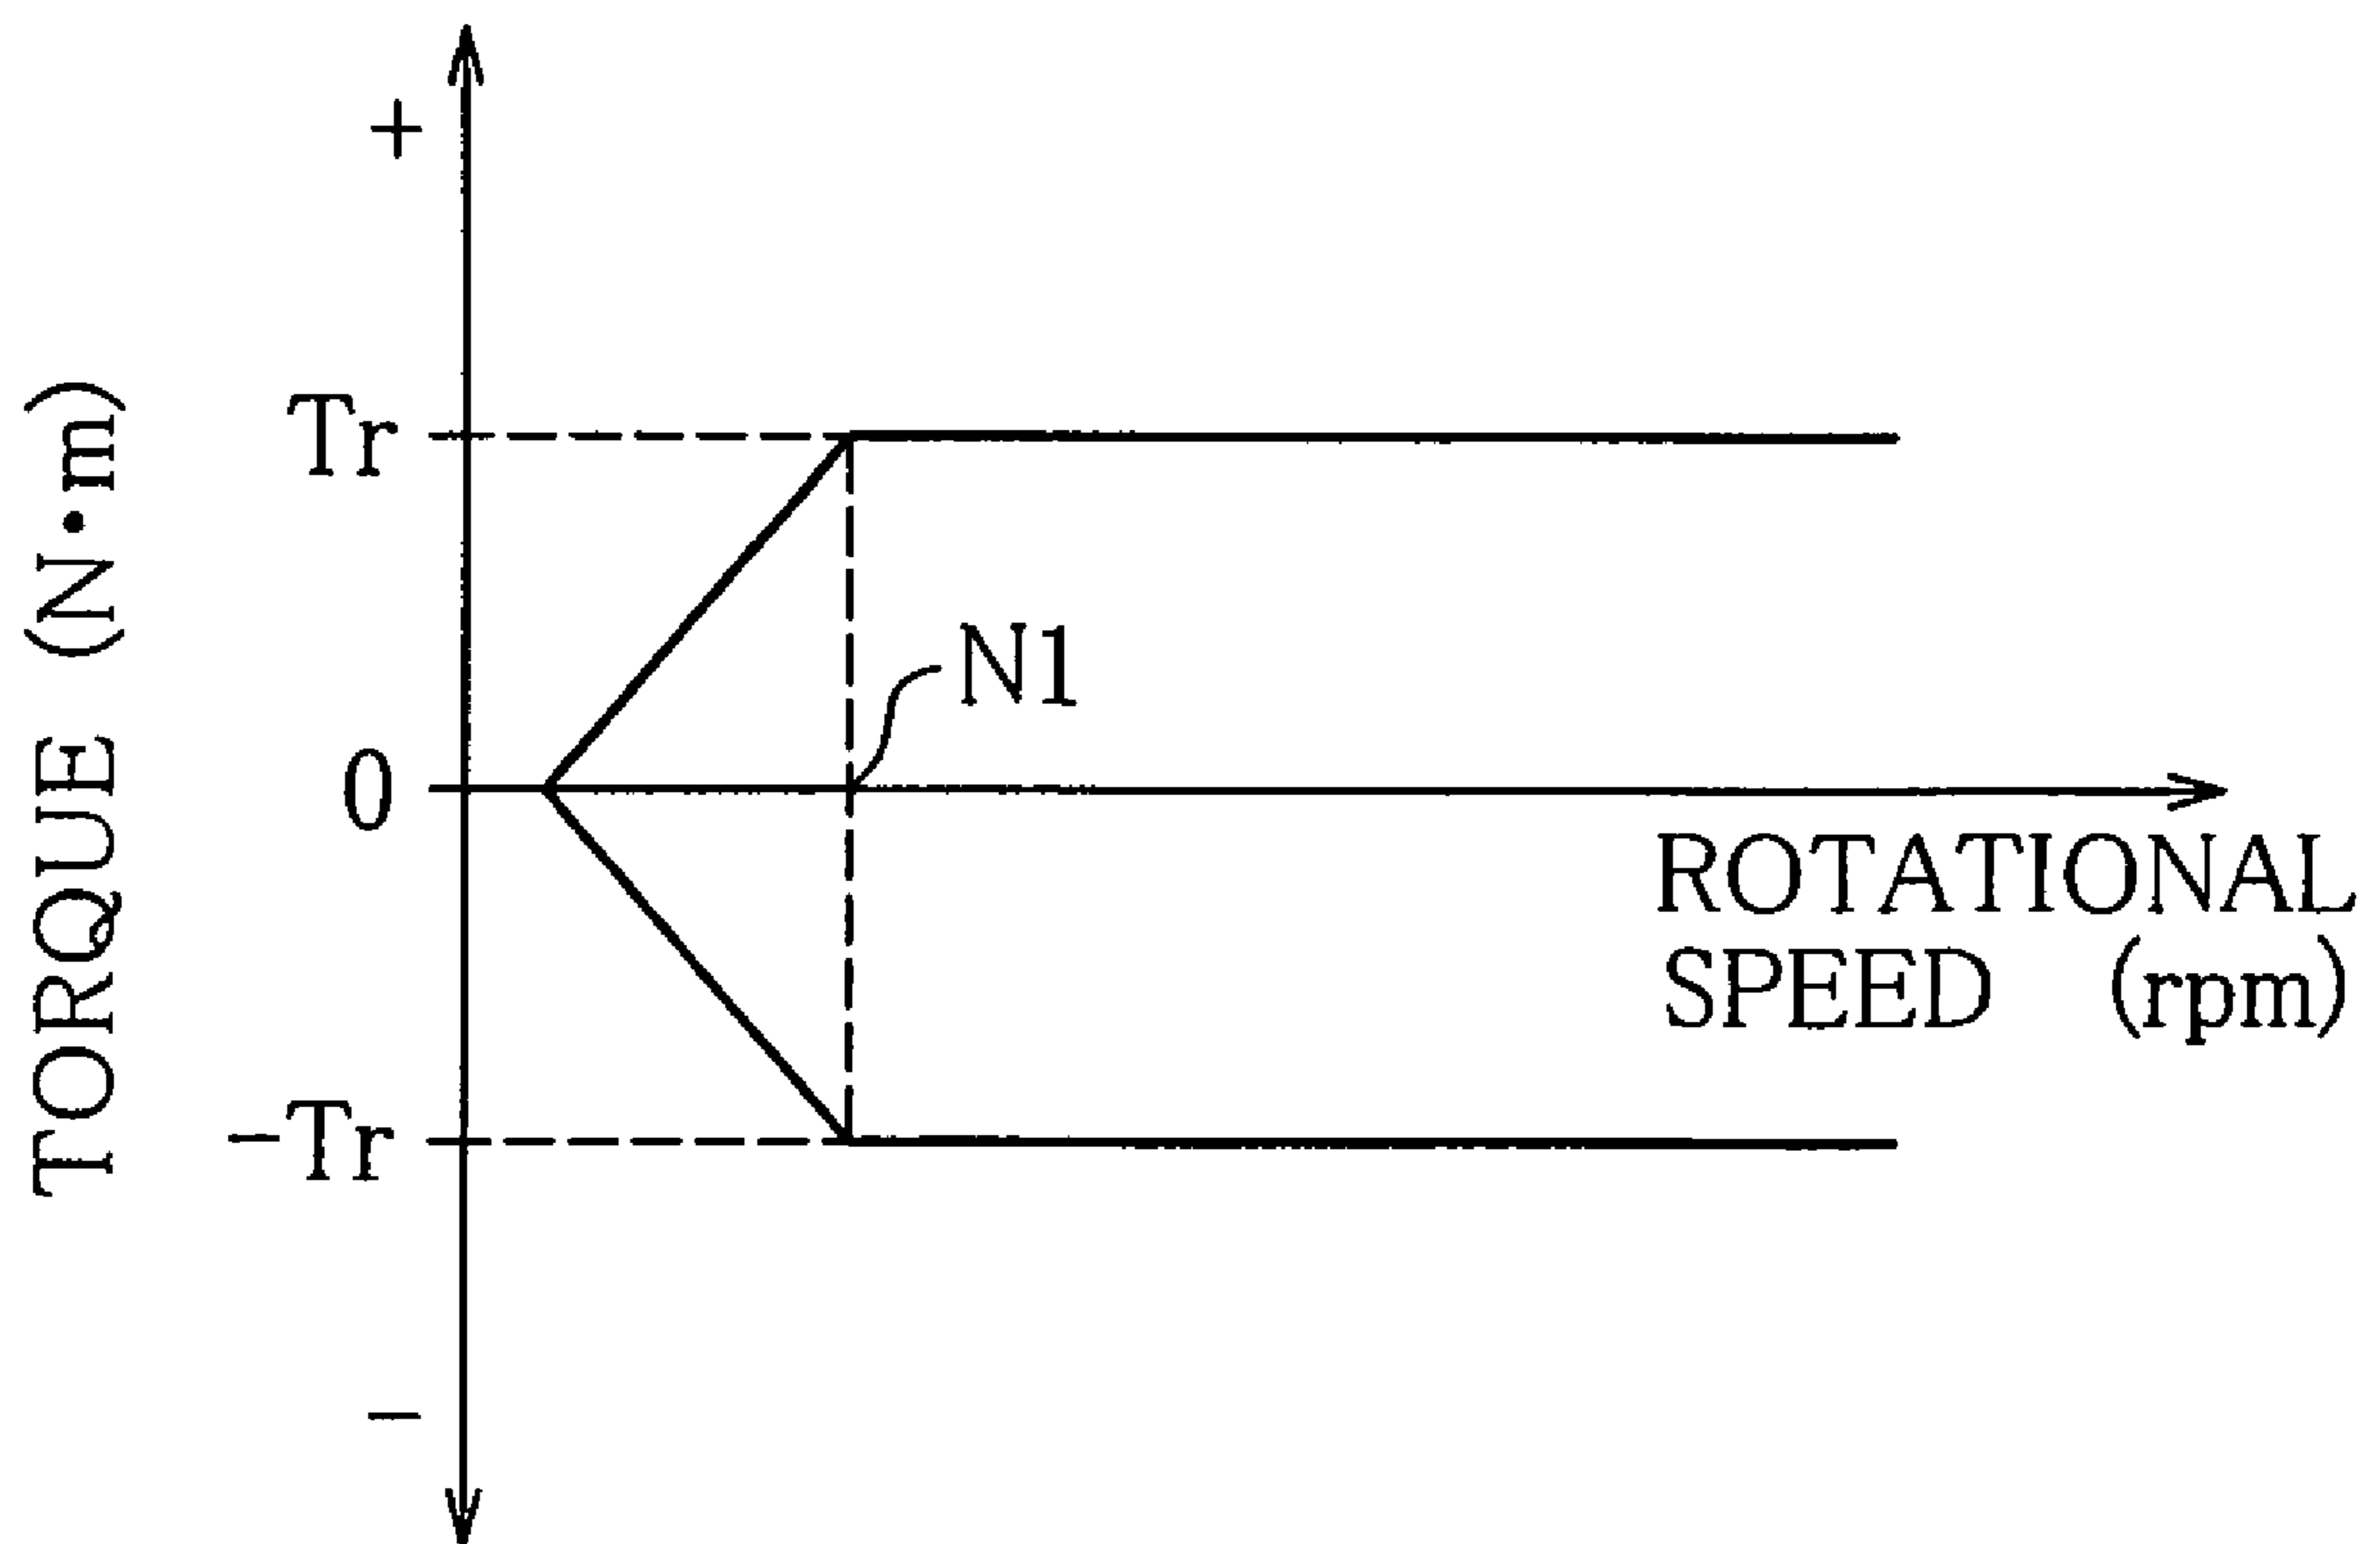 +
Tr
TORQUE (N·m)
N1
0
ROTATIONAL
SPEED (rpm)
−Tr
−